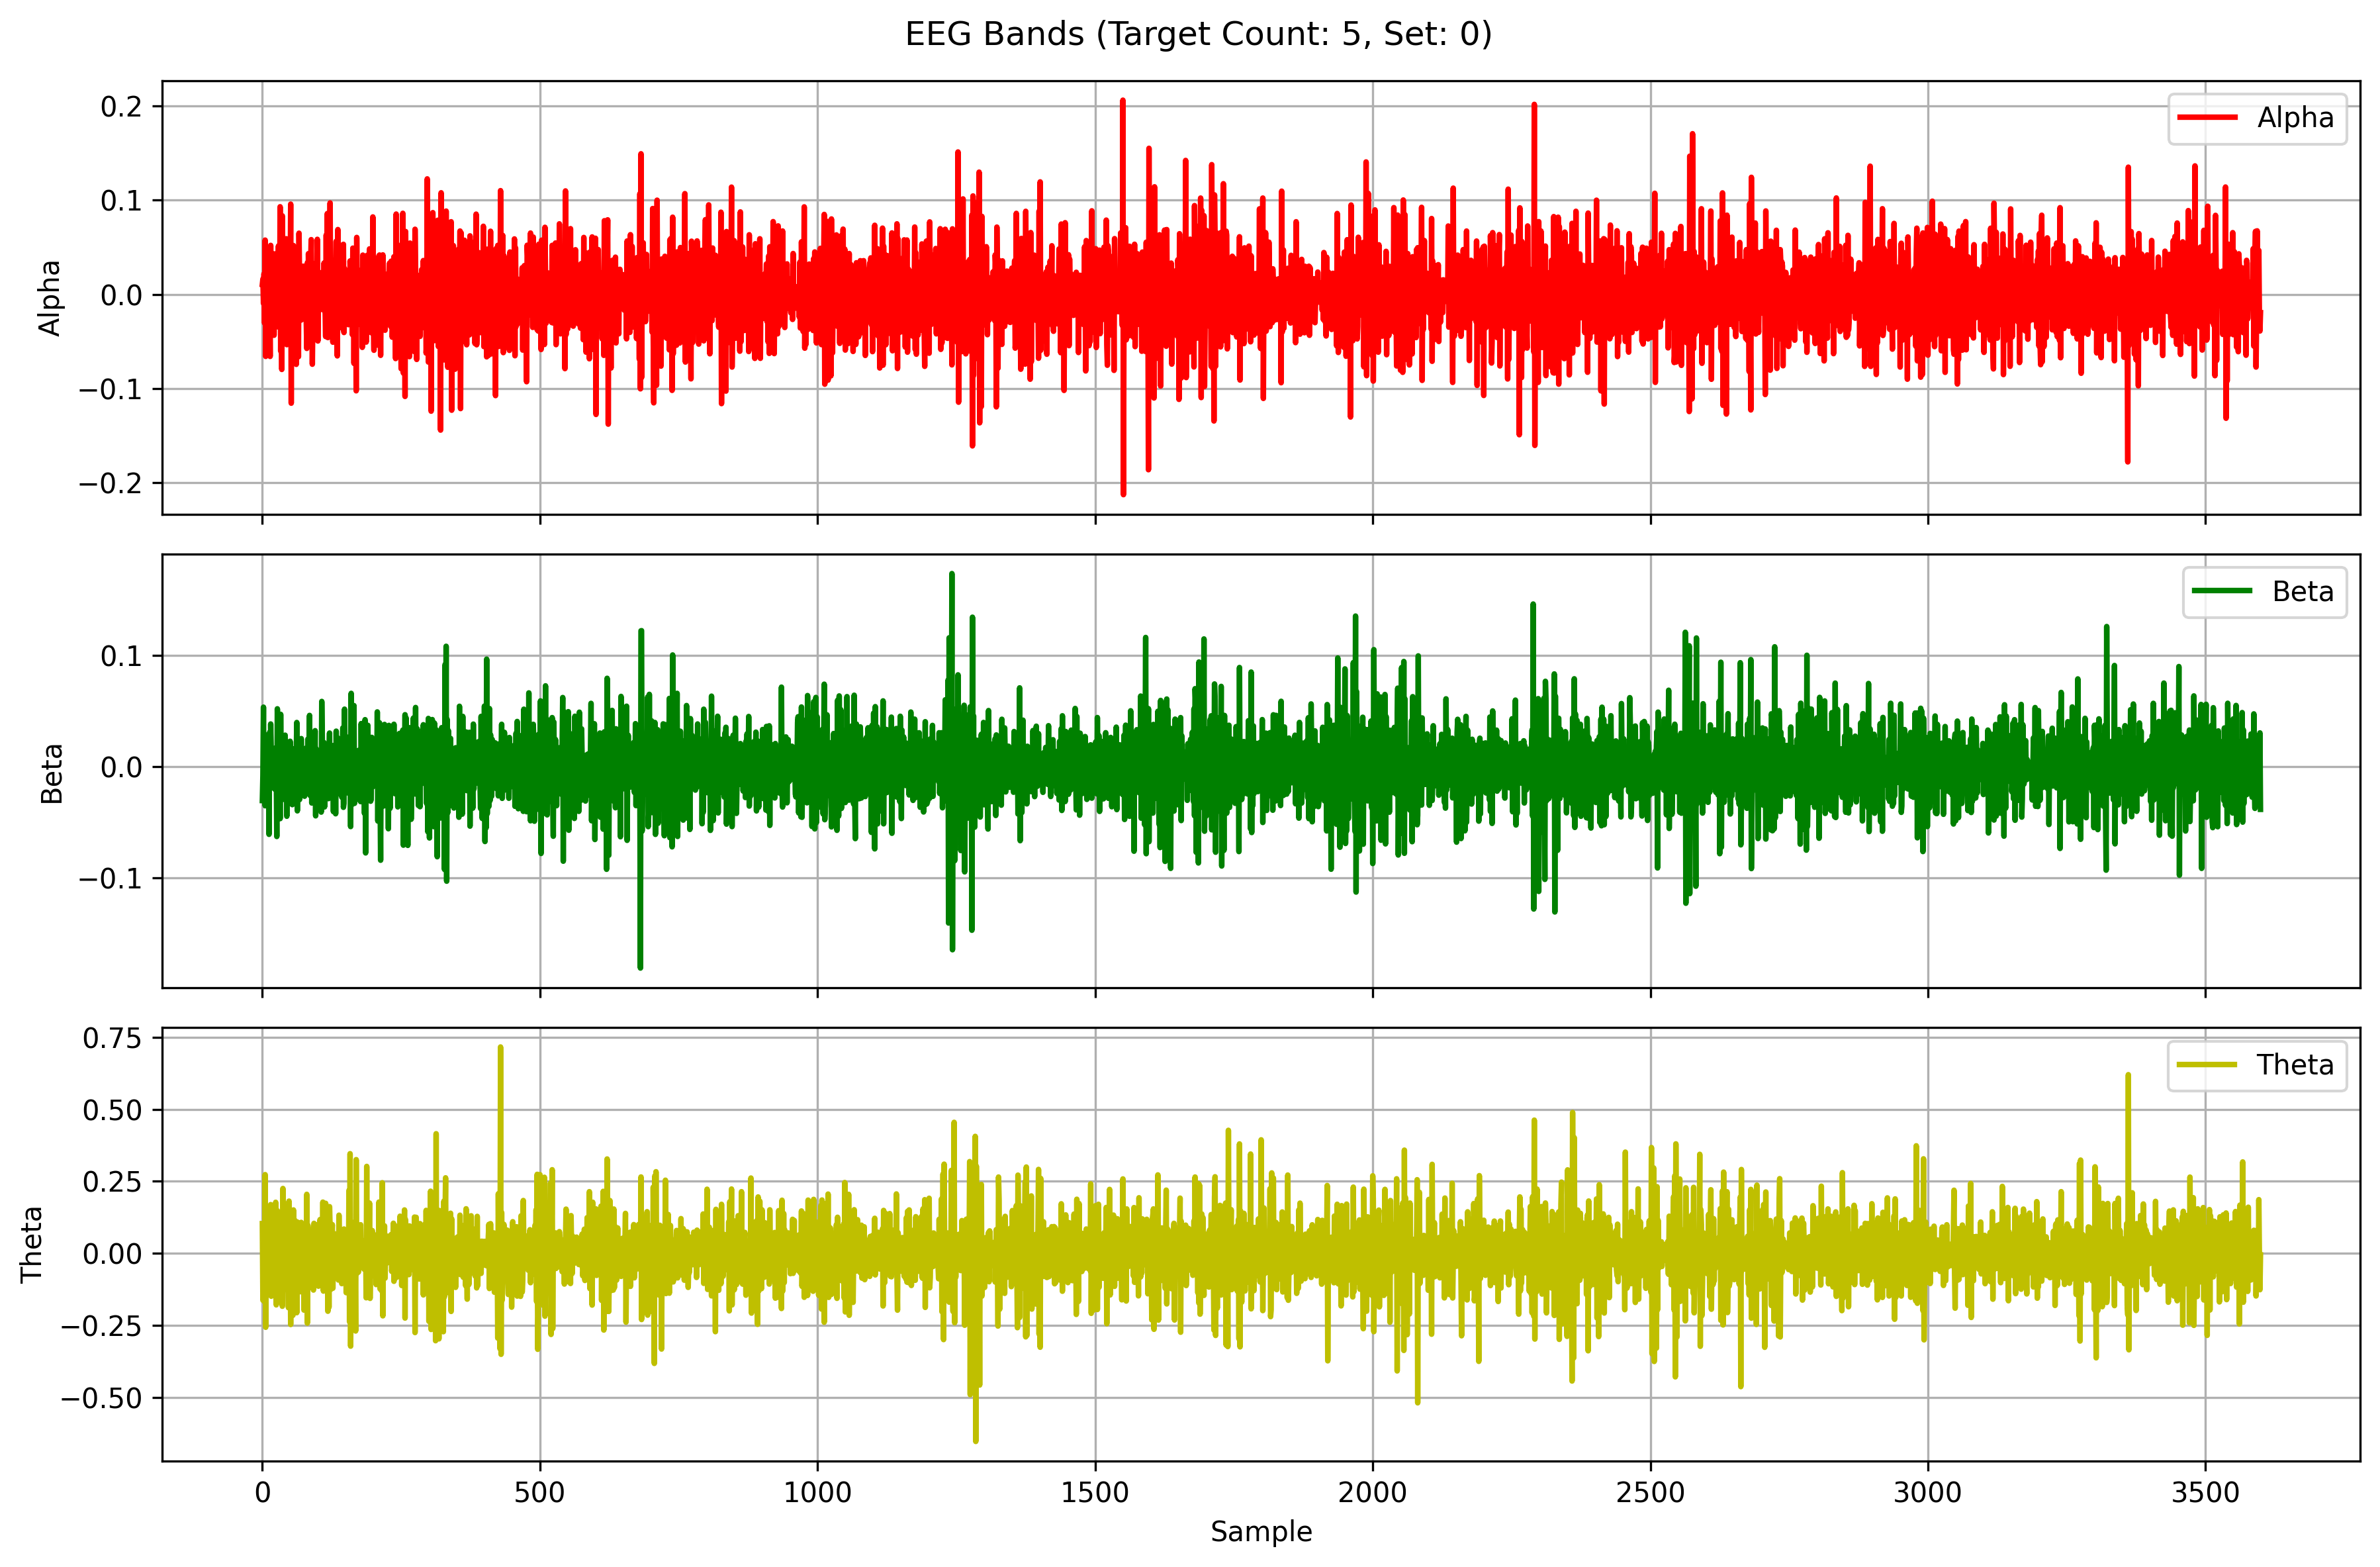 EEG Bands (Target Count: 5, Set: 0)
0.2
0.1
0.0
−0.1
−0.2
Alpha
Alpha
0.1
0.0
−0.1
Beta
Beta
0.75
0.50
0.25
0.00
−0.25
−0.50
Theta
Theta
0 500 1000 1500 2000 2500 3000 3500
Sample